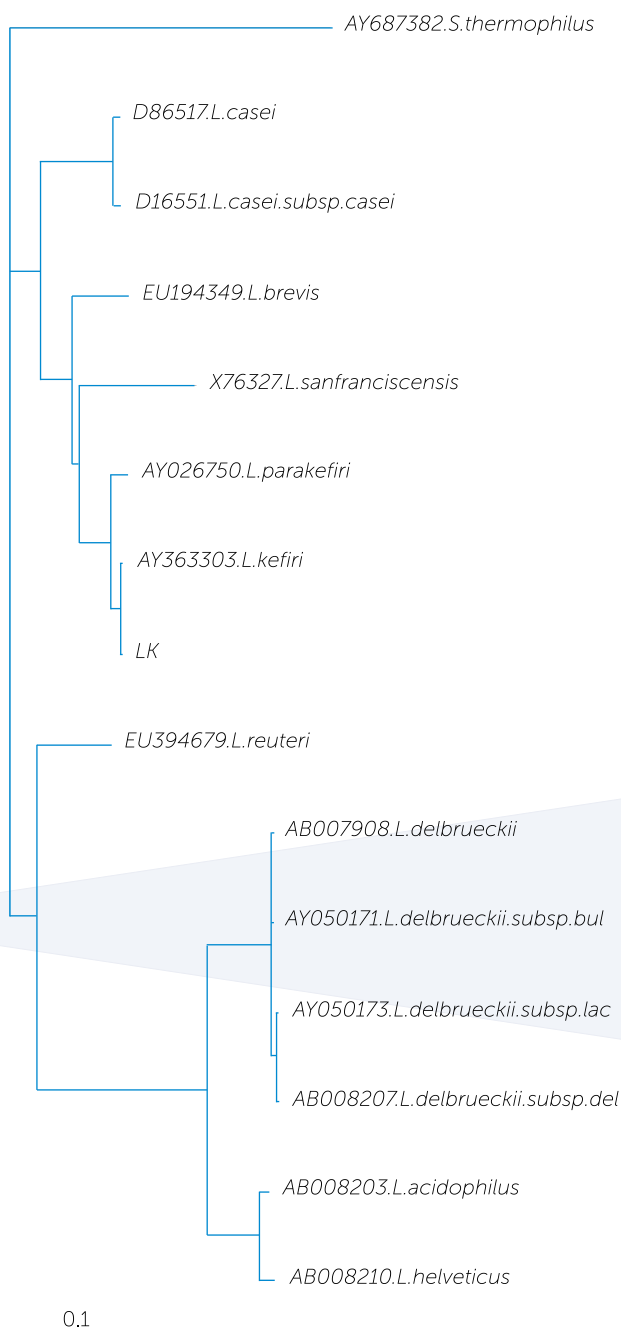 AY687382.S.thermophilus
D86517.L.casei
D16551.L.casei.subsp.casei
EU194349.L.brevis
X76327.L.sanfranciscensis
AY026750.L.parakefiri
AY363303.L.kefiri
LK
EU394679.L.reuteri
AB007908.L.delbrueckii
AY050171.L.delbrueckii.subsp.bul
AY050173.L.delbrueckii.subsp.lac
AB008207.L.delbrueckii.subsp.del
AB008203.L.acidophilus
AB008210.L.helveticus
0.1